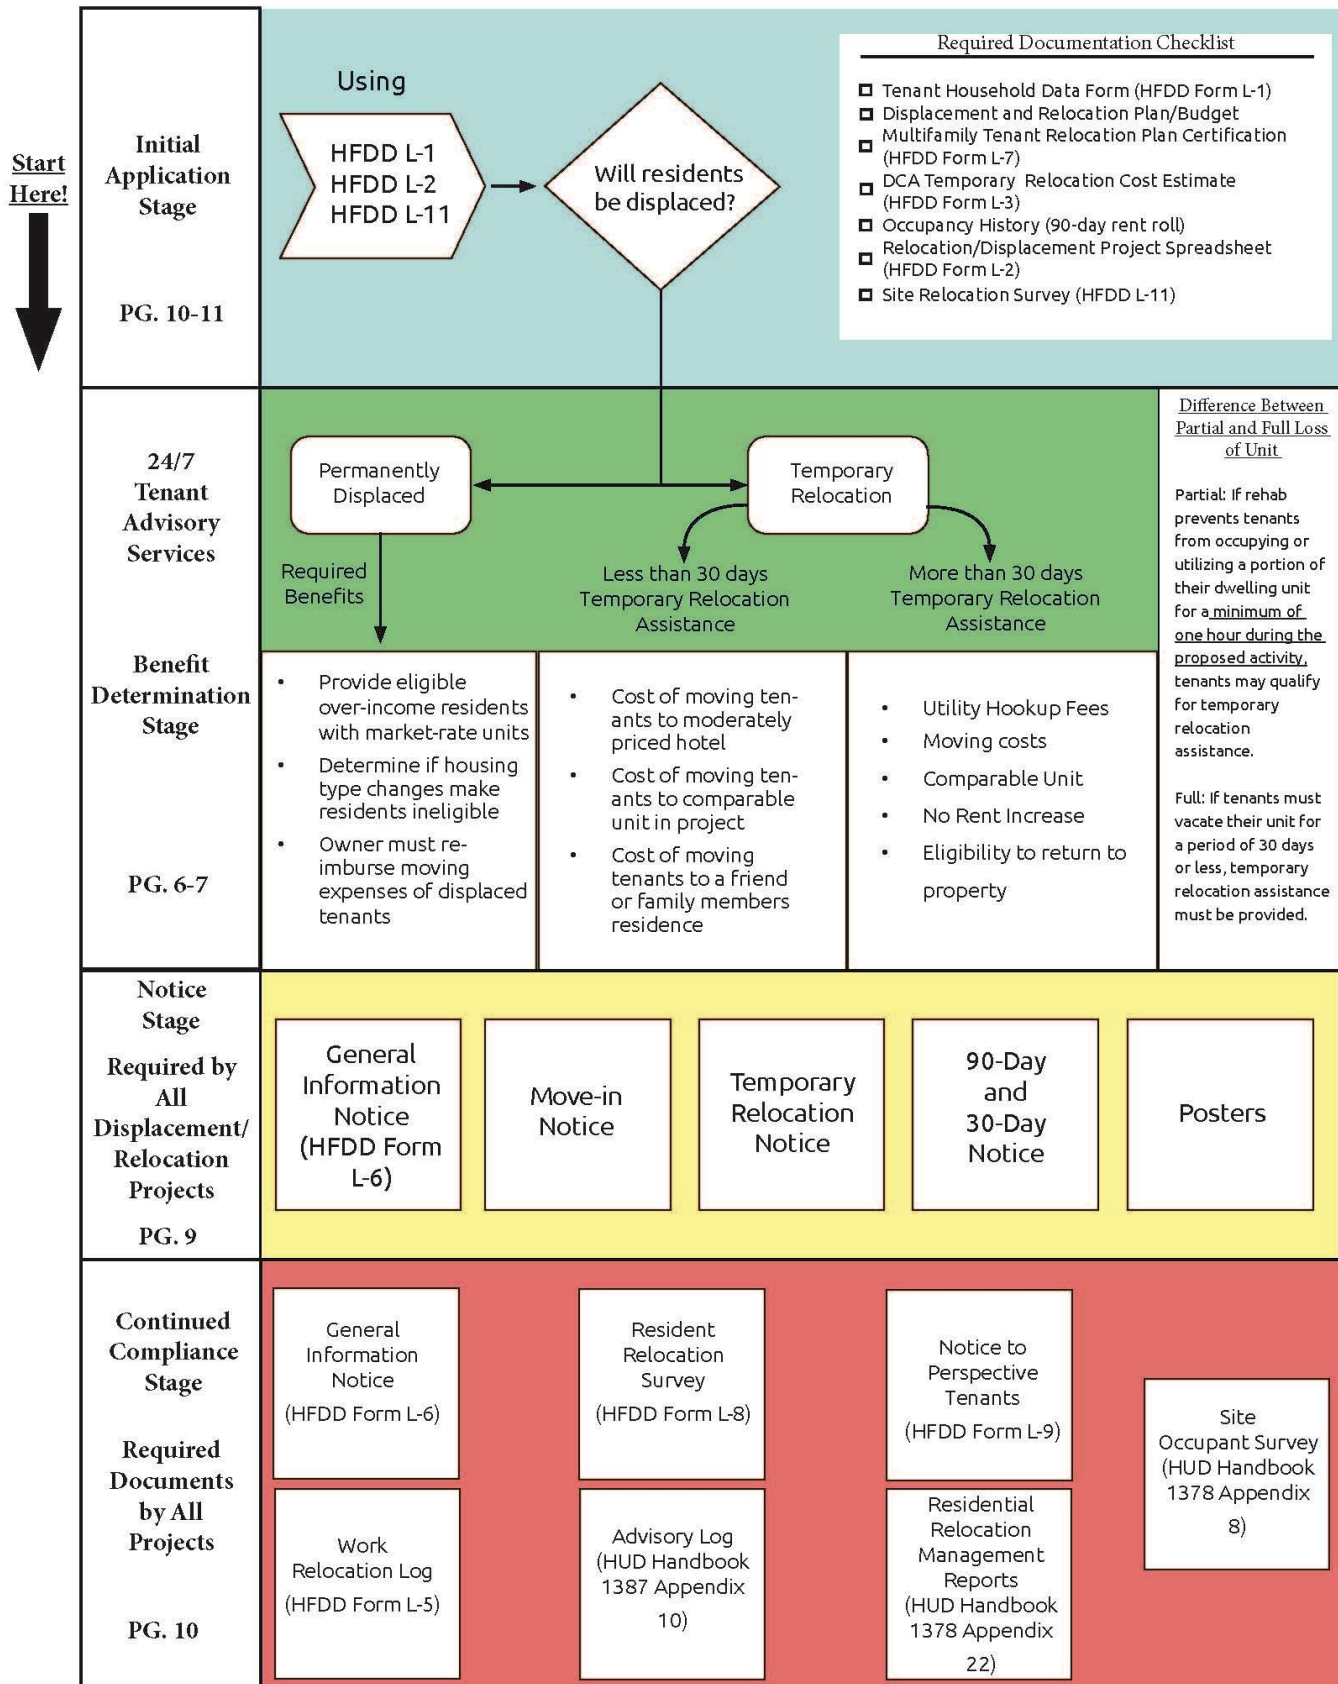 Start
Here!
Initial
Application
Stage
PG. 10-11
Using
HFDD L-1
HFDD L-2
HFDD L-11
Will residents
be displaced?
Required Documentation Checklist
Tenant Household Data Form (HFDD Form L-1)
Displacement and Relocation Plan/Budget
Multifamily Tenant Relocation Plan Certification
(HFDD Form L-7)
DCA Temporary Relocation Cost Estimate
(HFDD Form L-3)
Occupancy History (90-day rent roll)
Relocation/Displacement Project Spreadsheet
(HFDD Form L-2)
Site Relocation Survey (HFDD L-11)
24/7
Tenant
Advisory
Services
Benefit
Determination
Stage
PG. 6-7
Permanently
Displaced
Temporary
Relocation
Required
Benefits
Less than 30 days
Temporary Relocation
Assistance
More than 30 days
Temporary Relocation
Assistance
• Provide eligible
over-income residents
with market-rate units
• Determine if housing
type changes make
residents ineligible
• Owner must re-
imburse moving
expenses of displaced
tenants
• Cost of moving ten-
ants to moderately
priced hotel
• Cost of moving ten-
ants to comparable
unit in project
• Cost of moving
tenants to a friend
or family members
residence
• Utility Hookup Fees
• Moving costs
• Comparable Unit
• No Rent Increase
• Eligibility to return to
property
Difference Between
Partial and Full Loss
of Unit
Partial: If rehab
prevents tenants
from occupying or
utilizing a portion of
their dwelling unit
for a minimum of
one hour during the
proposed activity,
tenants may qualify
for temporary
relocation
assistance.
Full: If tenants must
vacate their unit for
a period of 30 days
or less, temporary
relocation assistance
must be provided.
Notice
Stage
Required by
All
Displacement/
Relocation
Projects
PG. 9
General
Information
Notice
(HFDD Form
L-6)
Move-in
Notice
Temporary
Relocation
Notice
90-Day
and
30-Day
Notice
Posters
Continued
Compliance
Stage
Required
Documents
by All
Projects
PG. 10
General
Information
Notice
(HFDD Form L-6)
Resident
Relocation
Survey
(HFDD Form L-8)
Notice to
Perspective
Tenants
(HFDD Form L-9)
Site
Occupant Survey
(HUD Handbook
1378 Appendix
8)
Work
Relocation Log
(HFDD Form L-5)
Advisory Log
(HUD Handbook
1387 Appendix
10)
Residential
Relocation
Management
Reports
(HUD Handbook
1378 Appendix
22)